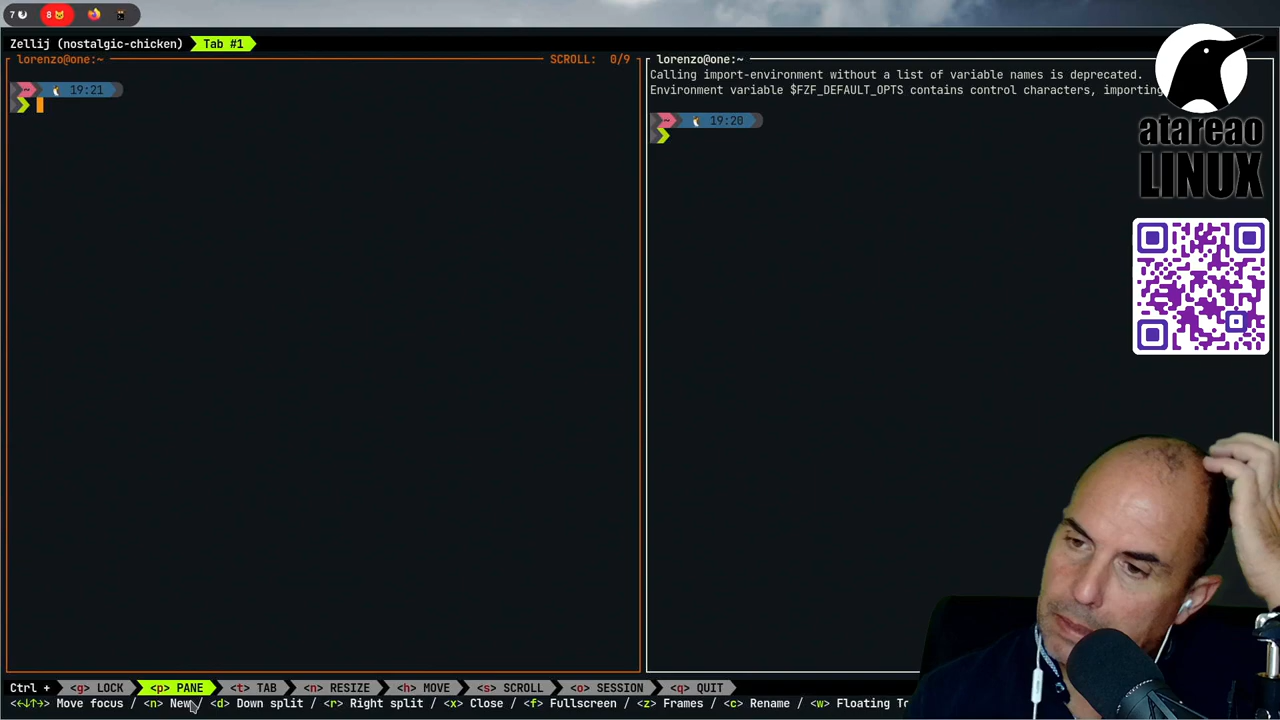 7 8
Zellij (nostalgic-chicken) Tab #1
lorenzo@one:~ SCROLL: 0/9
~ 19:21
lorenzo@one:~
Calling import-environment without a list of variable names is deprecated.
Environment variable $FZF_DEFAULT_OPTS contains control characters, importing
~ 19:20
atareao
LINUX
Ctrl + <g> LOCK <p> PANE <t> TAB <n> RESIZE <h> MOVE <s> SCROLL <o> SESSION <q> QUIT
<←↓↑→> Move focus / <n> New / <d> Down split / <r> Right split / <x> Close / <f> Fullscreen / <z> Frames / <c> Rename / <w> Floating